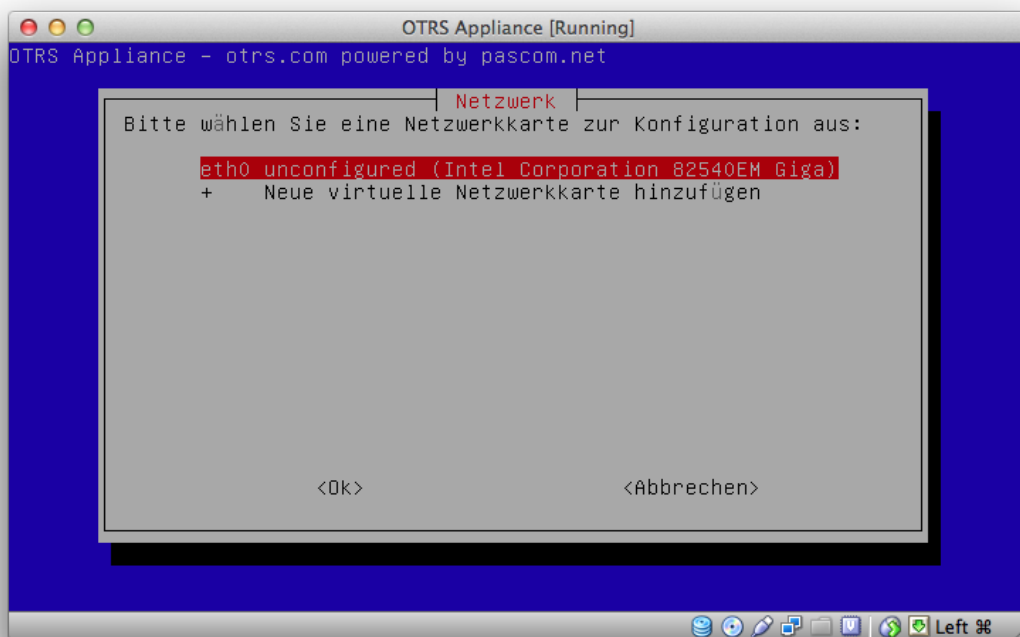 OTRS Appliance [Running]
OTRS Appliance - otrs.com powered by pascom.net
Netzwerk
Bitte wählen Sie eine Netzwerkkarte zur Konfiguration aus:
eth0 unconfigured (Intel Corporation 82540EM Giga)
+ Neue virtuelle Netzwerkkarte hinzufügen
<Ok> <Abbrechen>
Left ⌘